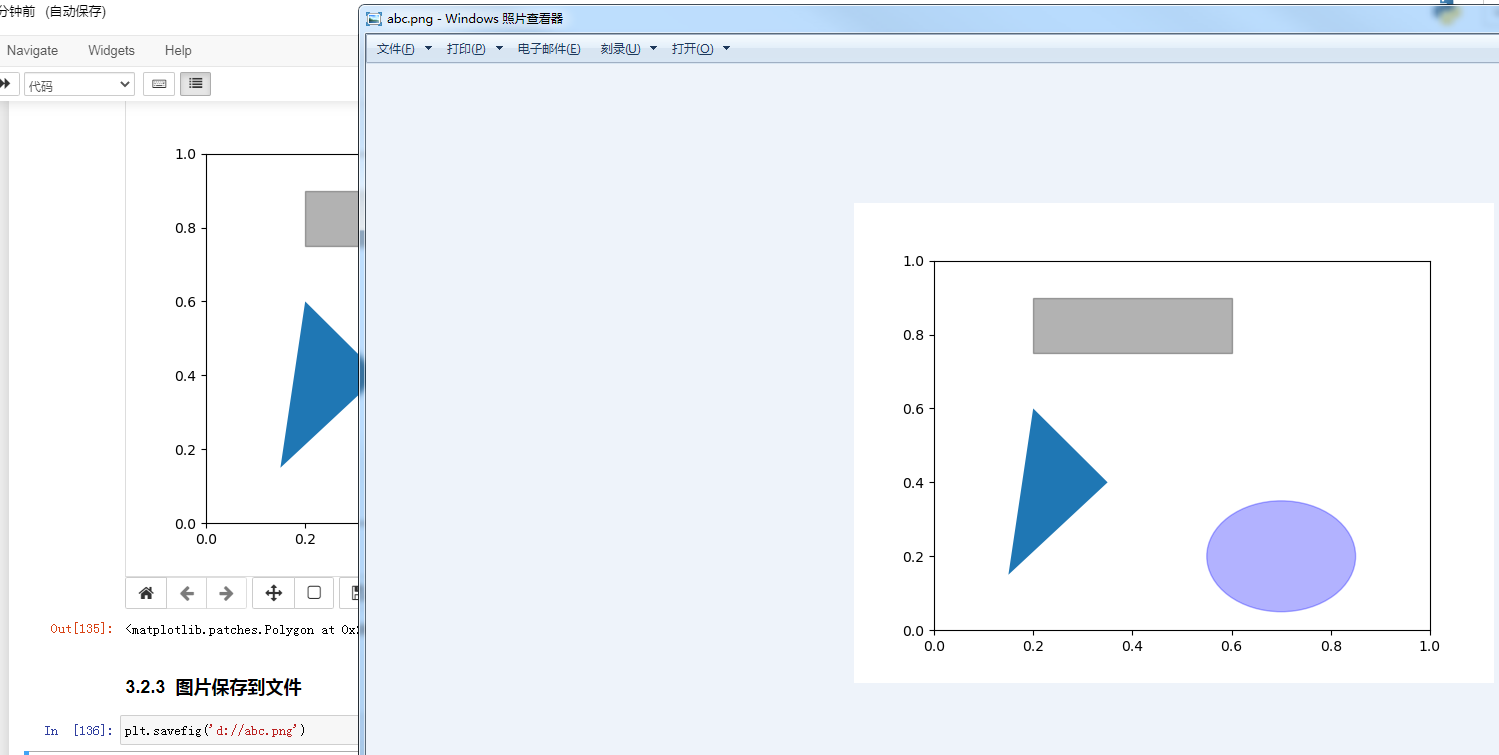 分钟前 (自动保存)
Navigate Widgets Help
代码
1.0
0.8
0.6
0.4
0.2
0.0
0.0 0.2
Out[135]: <matplotlib.patches.Polygon at 0x
3.2.3 图片保存到文件
In [136]: plt.savefig('d://abc.png')
abc.png - Windows 照片查看器
文件(F) 打印(P) 电子邮件(E) 刻录(U) 打开(O)
1.0
0.8
0.6
0.4
0.2
0.0
0.0 0.2 0.4 0.6 0.8 1.0